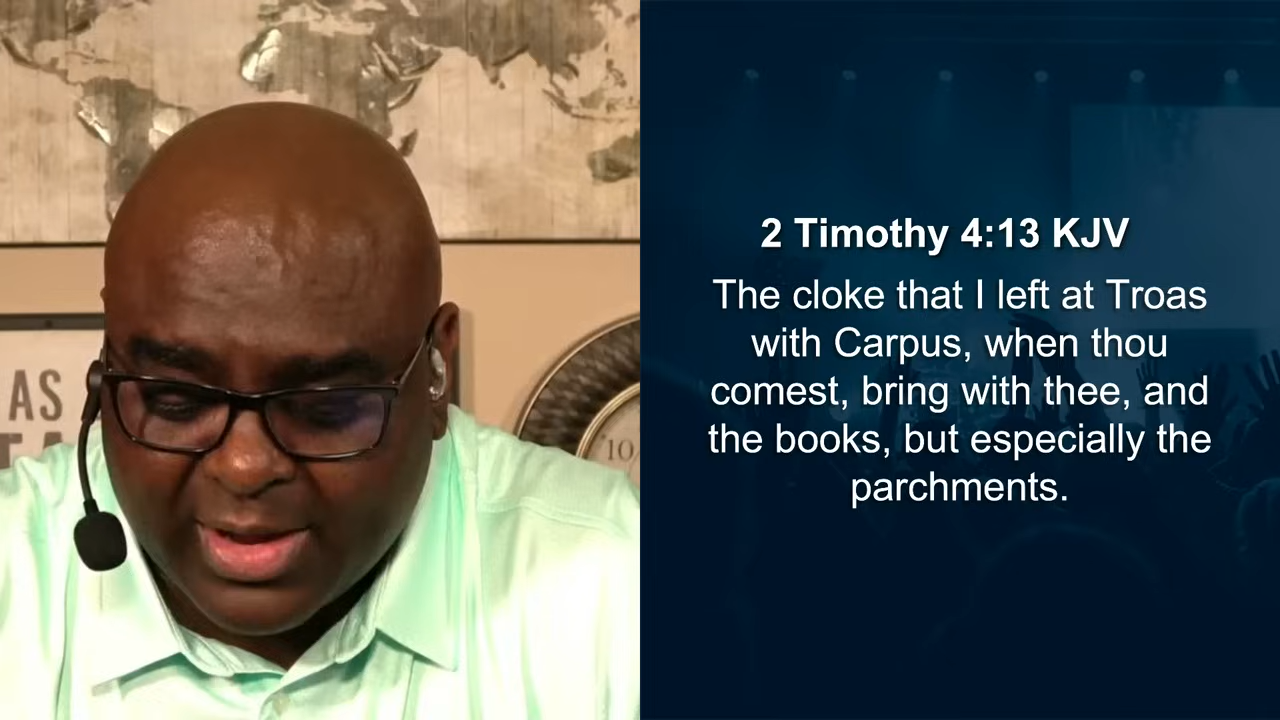 AS
10
2 Timothy 4:13 KJV
The cloke that I left at Troas
with Carpus, when thou
comest, bring with thee, and
the books, but especially the
parchments.